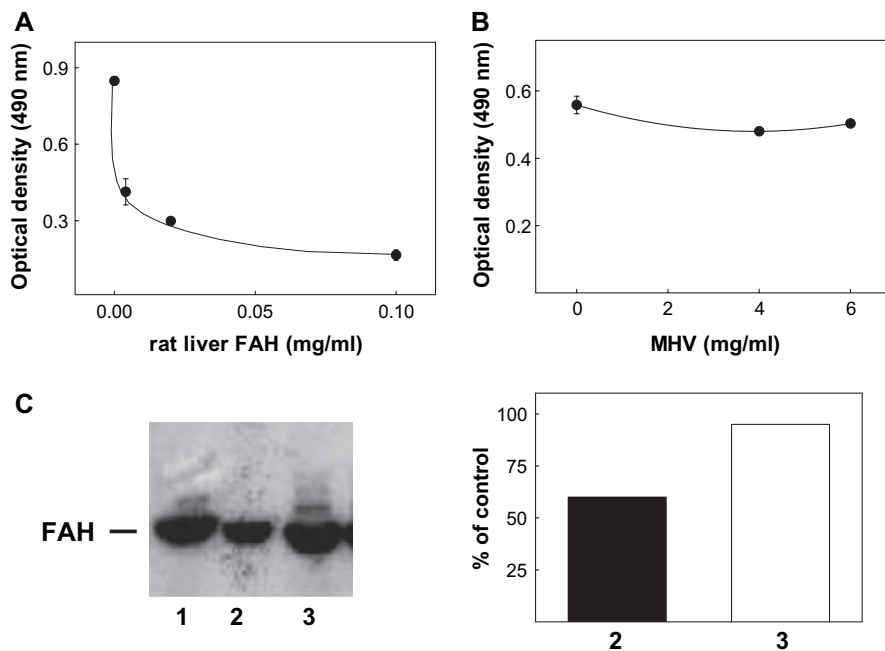 A
Optical density (490 nm)
0.9
0.6
0.3
0.00
0.05
0.10
rat liver FAH (mg/ml)
B
Optical density (490 nm)
0.6
0.4
0.2
0
2
4
6
MHV (mg/ml)
C
FAH
1
2
3
% of control
100
75
50
25
2
3